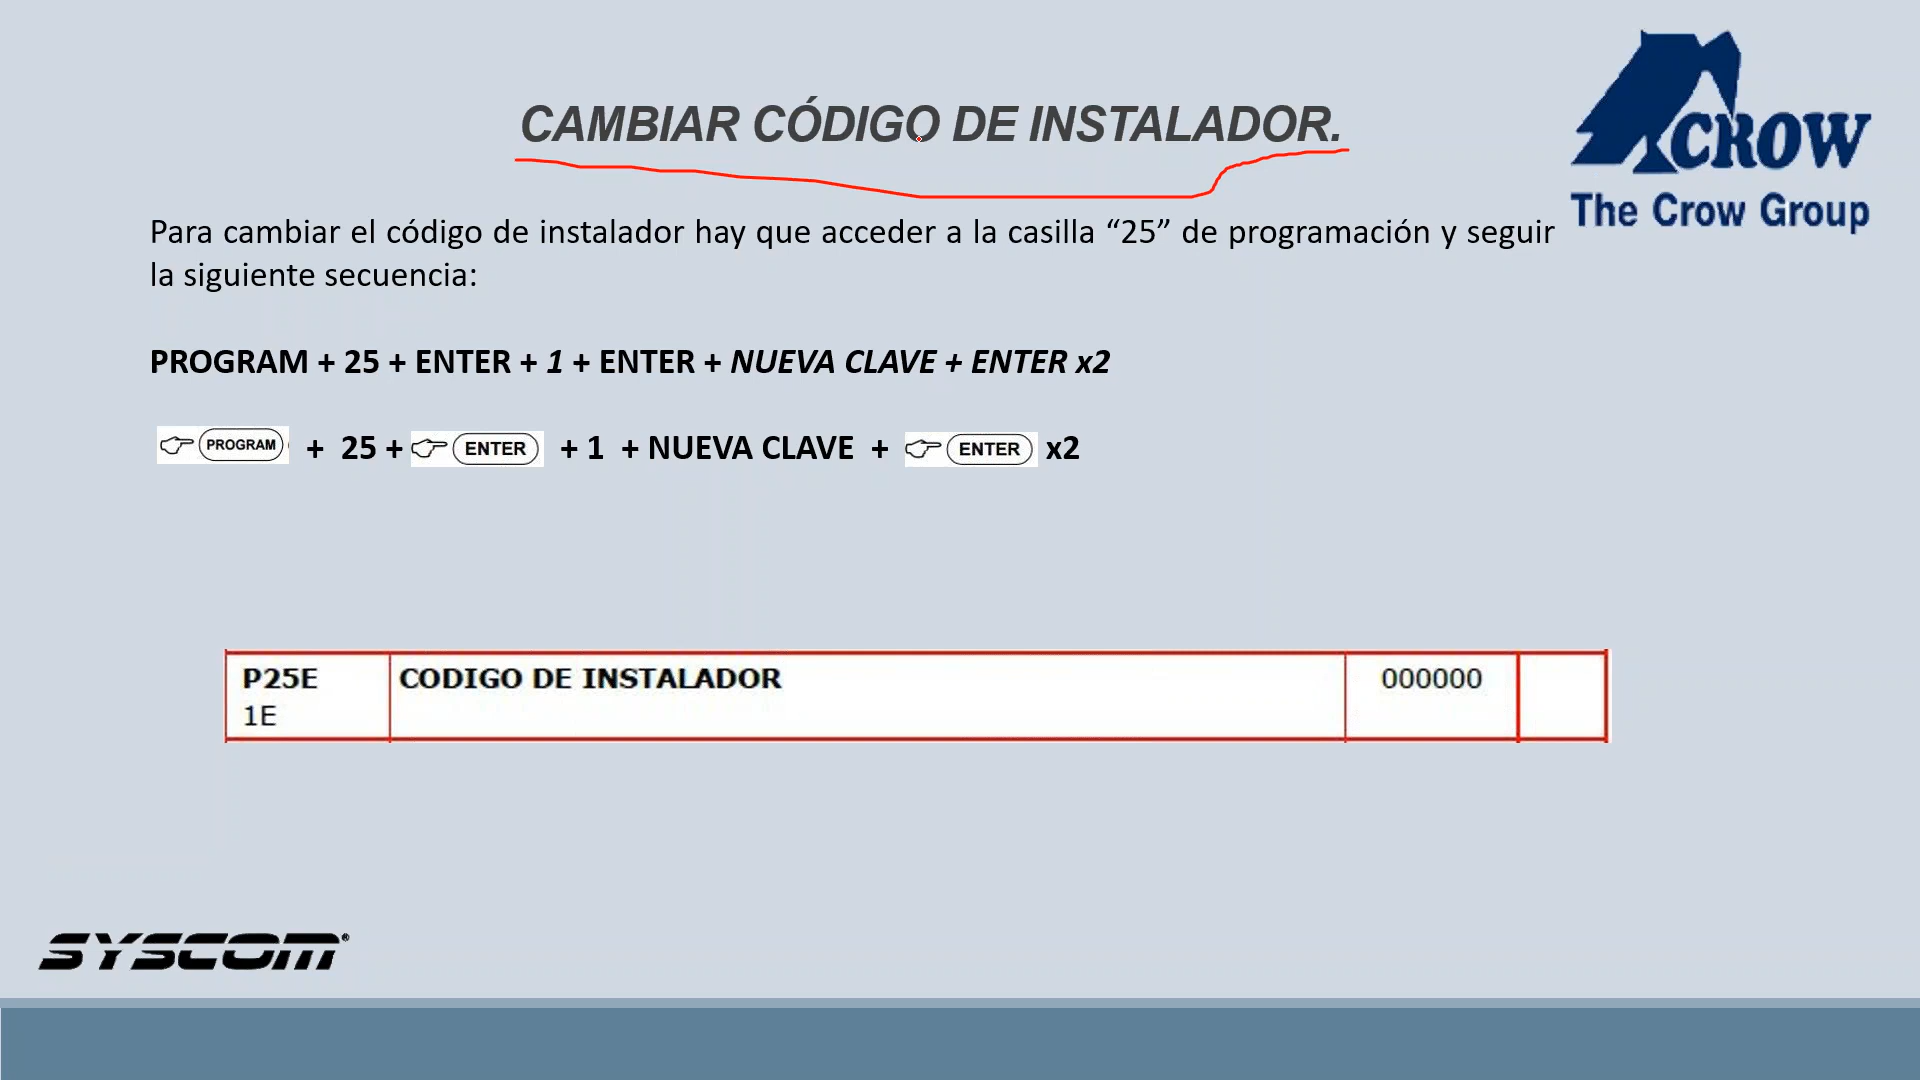 CAMBIAR CÓDIGO DE INSTALADOR.
CROW
The Crow Group
Para cambiar el código de instalador hay que acceder a la casilla “25” de programación y seguir
la siguiente secuencia:
PROGRAM + 25 + ENTER + 1 + ENTER + NUEVA CLAVE + ENTER x2
PROGRAM + 25 + ENTER + 1 + NUEVA CLAVE + ENTER x2
P25E CODIGO DE INSTALADOR 000000
1E
SYSCOM®